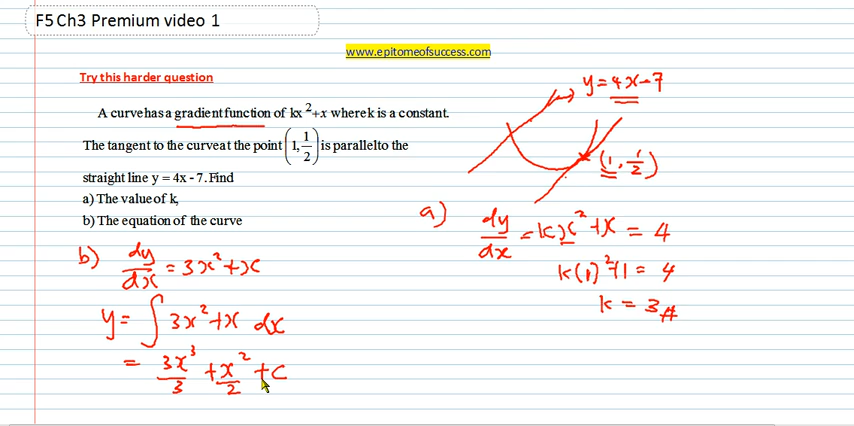 F5 Ch3 Premium video 1
www.epitomeofsuccess.com
Try this harder question
A curve has a gradient function of kx²+x where k is a constant.
The tangent to the curve at the point (1, 1/2) is parallel to the
straight line y = 4x - 7. Find
a) The value of k,
b) The equation of the curve
y = 4x - 7
(1, 1/2)
a) dy/dx = kx² + x = 4
k(1)² + 1 = 4
k = 3 #
b) dy/dx = 3x² + x
y = ∫ 3x² + x dx
= 3x³/3 + x²/2 + c